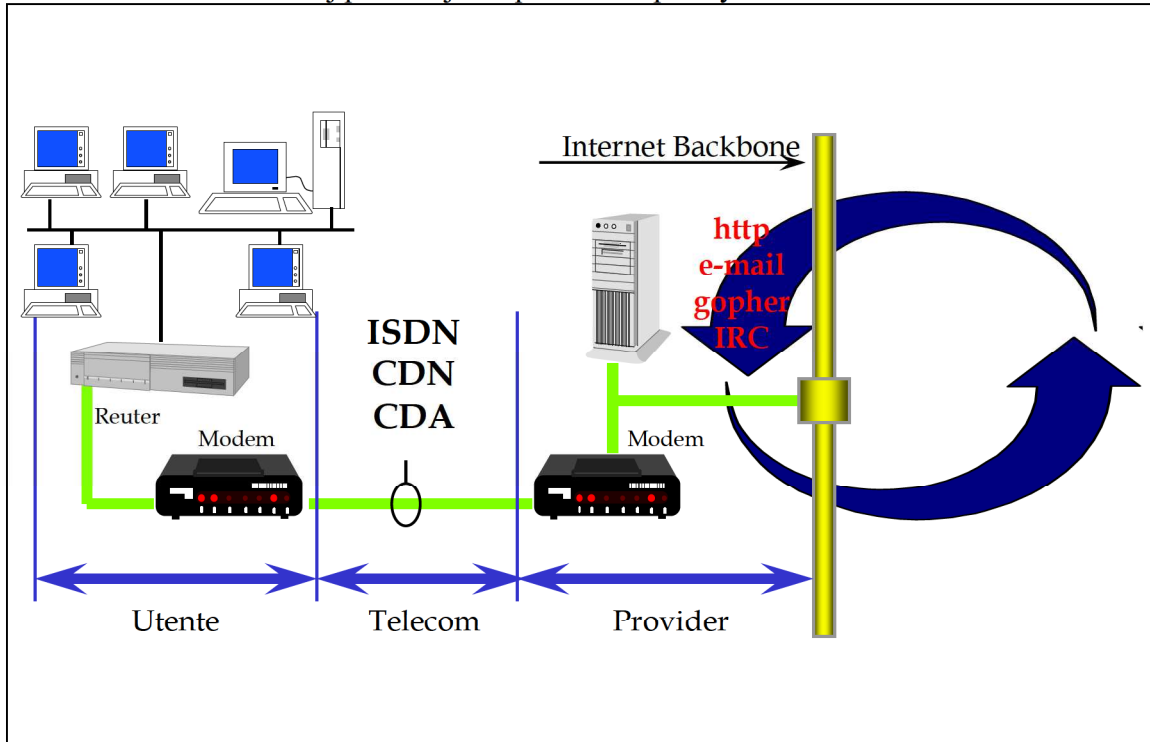 Internet Backbone
http
e-mail
gopher
IRC
ISDN
CDN
CDA
Reuter
Modem
Modem
Utente
Telecom
Provider